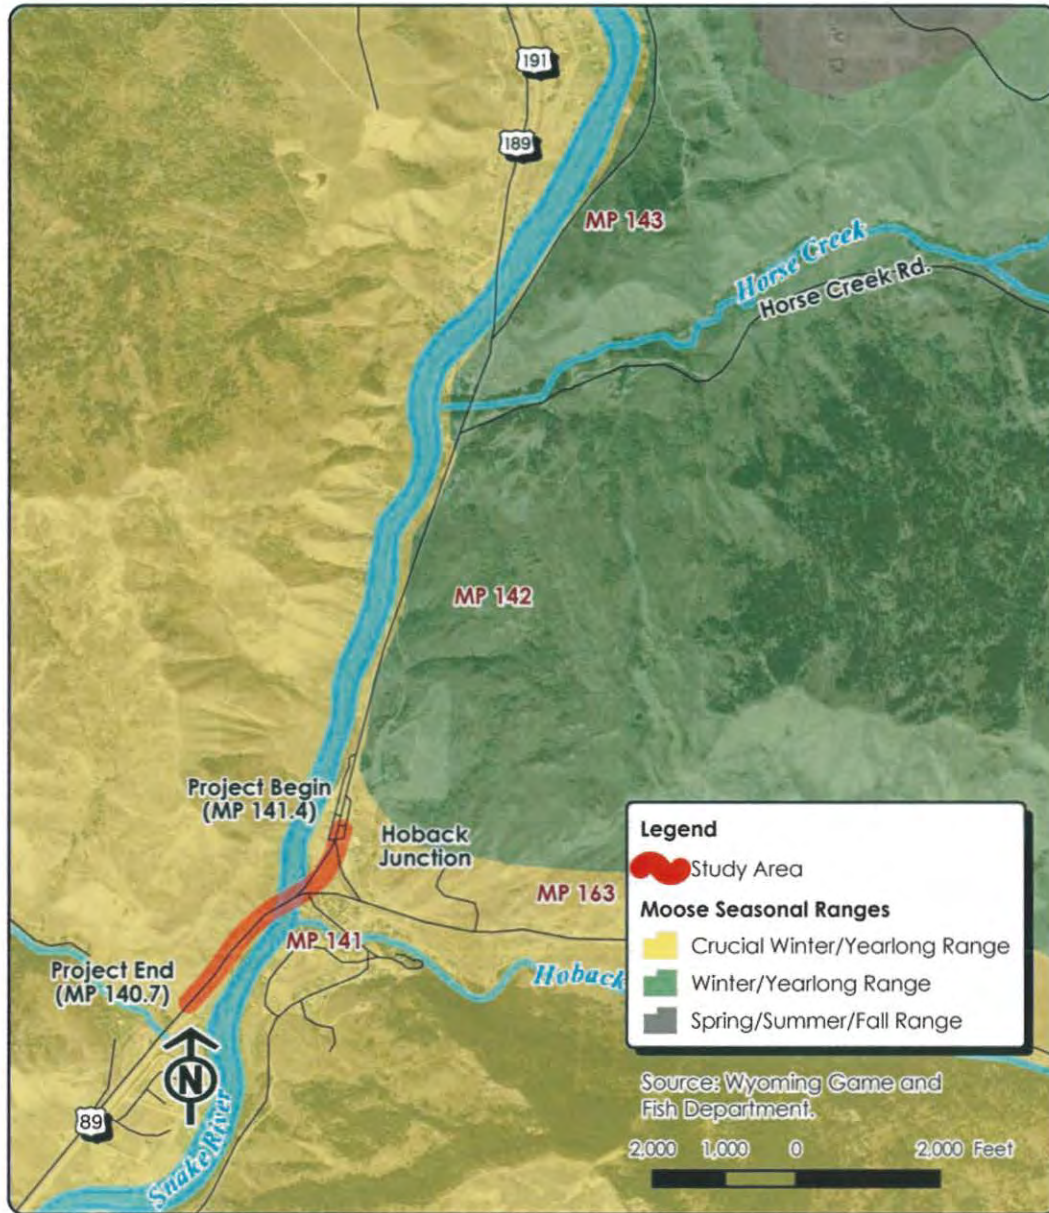 191
189
MP 143
Horse Creek
Horse Creek Rd.
MP 142
Project Begin
(MP 141.4)
Hoback
Junction
MP 163
MP 141
Hoback
Project End
(MP 140.7)
N
89
Snake River
Legend
Study Area
Moose Seasonal Ranges
Crucial Winter/Yearlong Range
Winter/Yearlong Range
Spring/Summer/Fall Range
Source: Wyoming Game and
Fish Department.
2,000 1,000 0 2,000 Feet